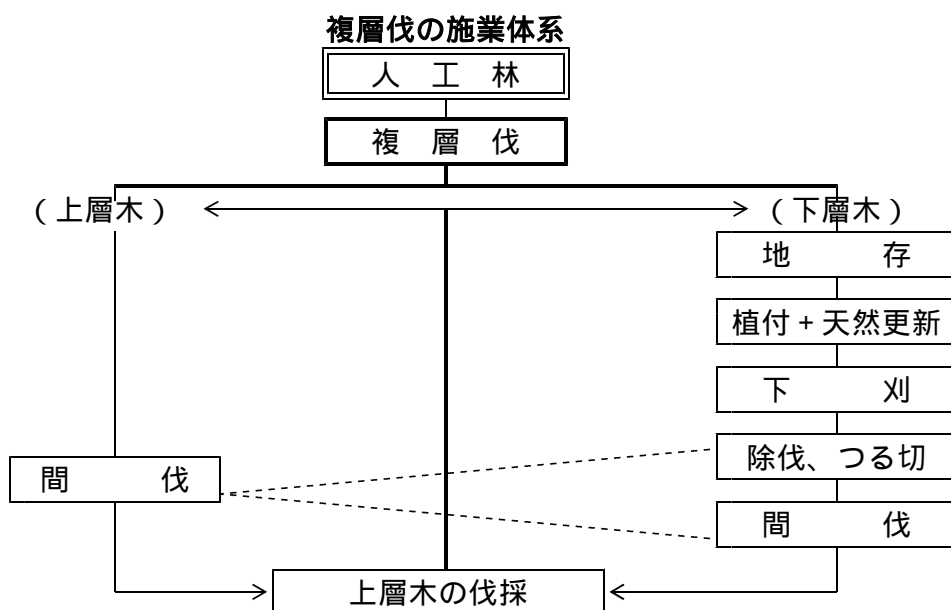 複層伐の施業体系
人 工 林
複 層 伐
(上層木)
(下層木)
地 存
植付+天然更新
下 刈
除伐、つる切
間 伐
間 伐
上層木の伐採